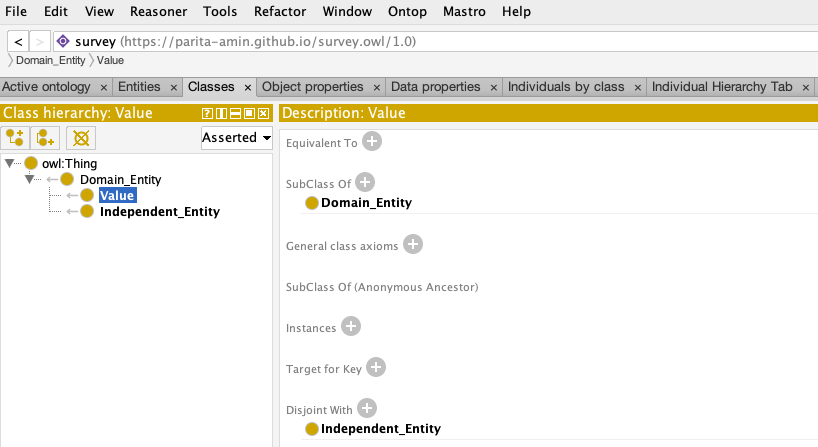 File Edit View Reasoner Tools Refactor Window Ontop Mastro Help
< > survey (https://parita-amin.github.io/survey.owl/1.0)
Domain_Entity Value
Active ontology × Entities × Classes × Object properties × Data properties × Individuals by class × Individual Hierarchy Tab ×
Class hierarchy: Value
Asserted
owl:Thing
Domain_Entity
Value
Independent_Entity
Description: Value
Equivalent To
SubClass Of
Domain_Entity
General class axioms
SubClass Of (Anonymous Ancestor)
Instances
Target for Key
Disjoint With
Independent_Entity